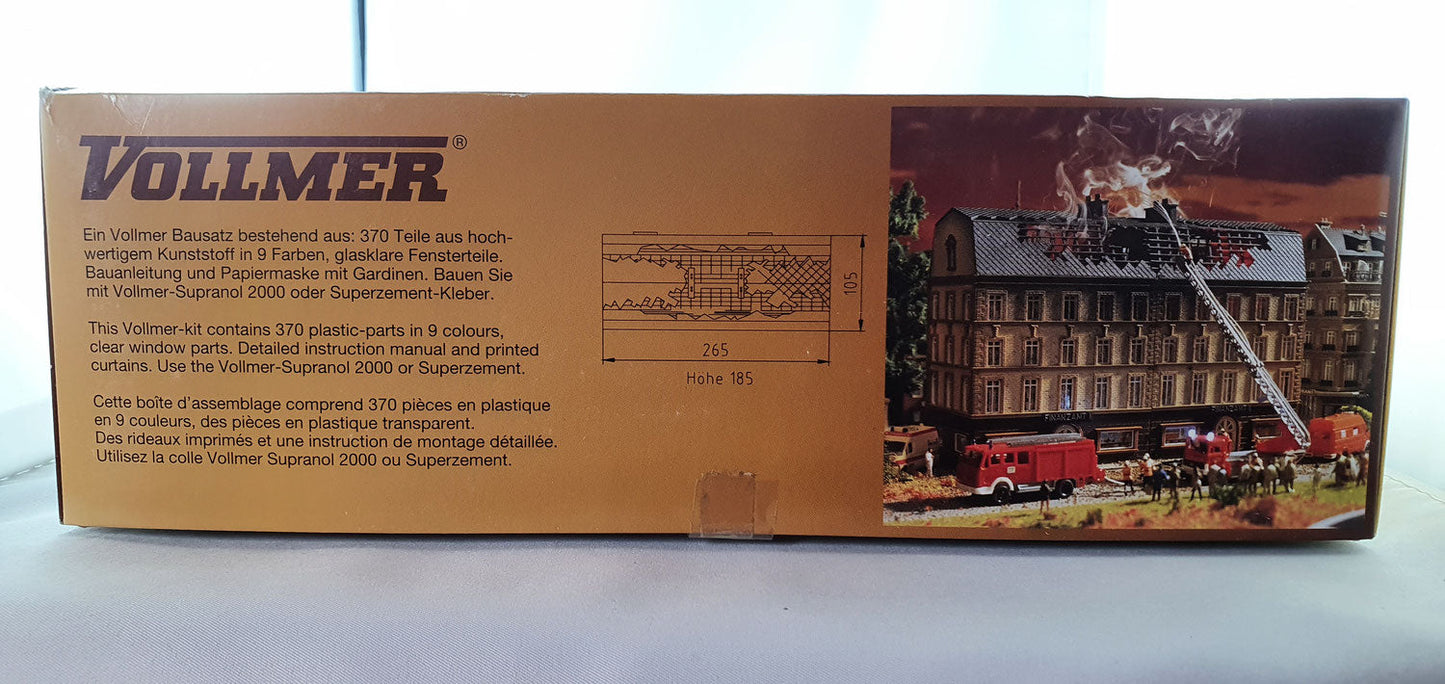 VOLLMER®
Ein Vollmer Bausatz bestehend aus: 370 Teile aus hoch-
wertigem Kunststoff in 9 Farben, glasklare Fensterteile.
Bauanleitung und Papiermaske mit Gardinen. Bauen Sie
mit Vollmer-Supranol 2000 oder Superzement-Kleber.
This Vollmer-kit contains 370 plastic-parts in 9 colours,
clear window parts. Detailed instruction manual and printed
curtains. Use the Vollmer-Supranol 2000 or Superzement.
Cette boîte d'assemblage comprend 370 pièces en plastique
en 9 couleurs, des pièces en plastique transparent.
Des rideaux imprimés et une instruction de montage détaillée.
Utilisez la colle Vollmer Supranol 2000 ou Superzement.
105
265
Höhe 185
FINANZAMT
FINANZAMT